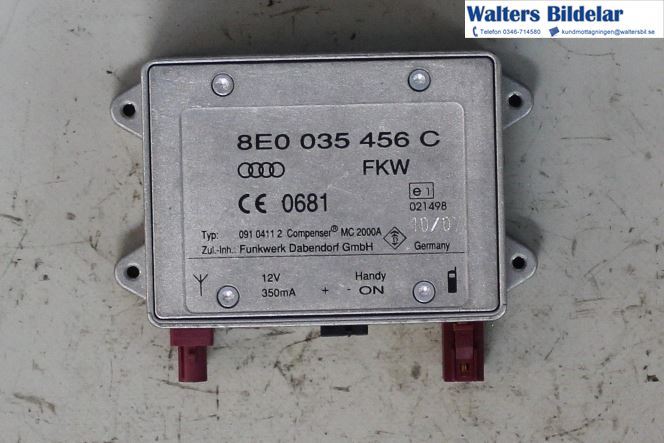 Walters Bildelar
Telefon 0346-714580 kundmottagningen@waltersbil.se
8E0 035 456 C
FKW
CE 0681
e1
021498
10/0
Typ: 091 0411 2 Compenser® MC 2000A
Zul.-Inh.: Funkwerk Dabendorf GmbH Germany
12V Handy
350mA + - ON